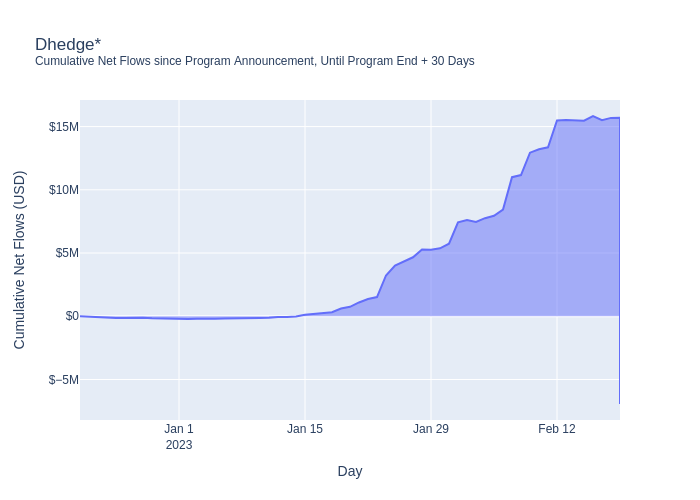 Dhedge*
Cumulative Net Flows since Program Announcement, Until Program End + 30 Days
Cumulative Net Flows (USD)
$15M
$10M
$5M
$0
$−5M
Jan 1
2023
Jan 15
Jan 29
Feb 12
Day